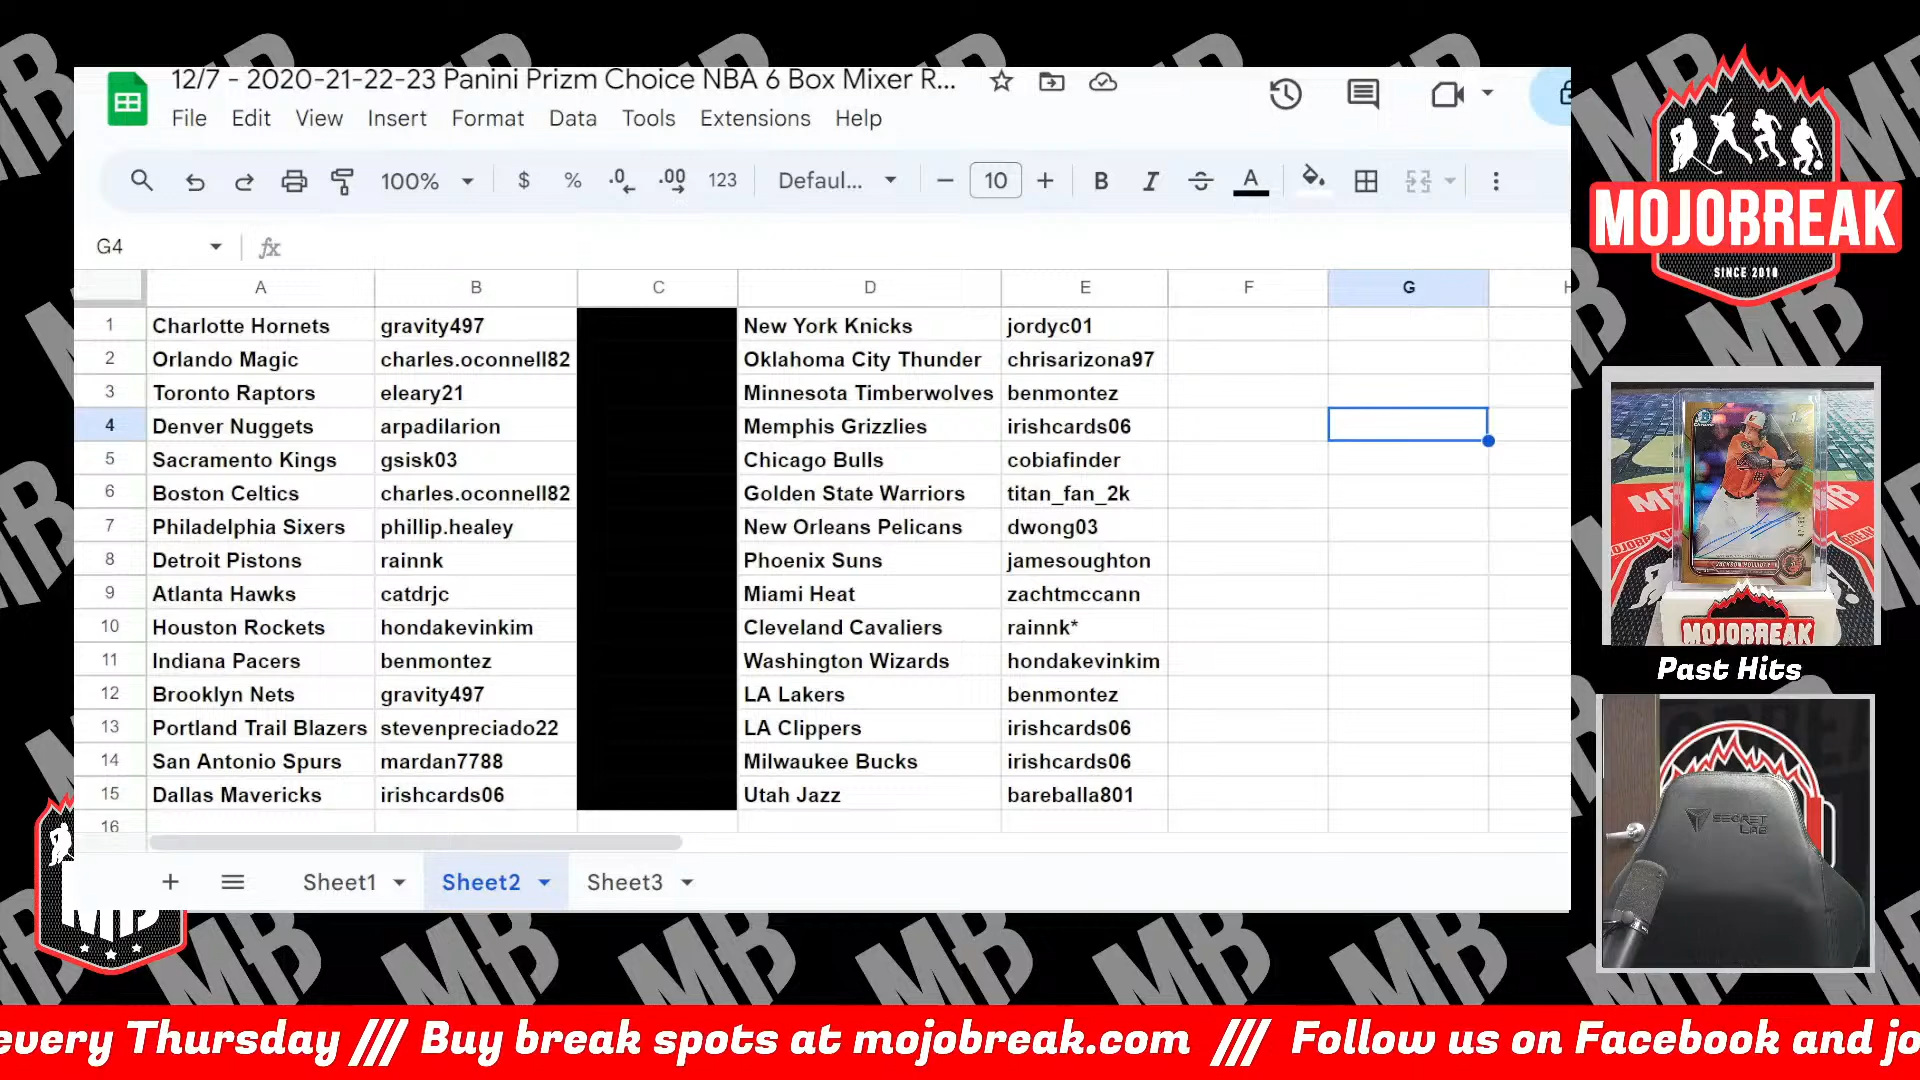 12/7 - 2020-21-22-23 Panini Prizm Choice NBA 6 Box Mixer R...
File Edit View Insert Format Data Tools Extensions Help
100% $ % .0 .00 123 Defaul... − 10 + B I A
G4 fx
A B C D E F G H
1 Charlotte Hornets gravity497 New York Knicks jordyc01
2 Orlando Magic charles.oconnell82 Oklahoma City Thunder chrisarizona97
3 Toronto Raptors eleary21 Minnesota Timberwolves benmontez
4 Denver Nuggets arpadilarion Memphis Grizzlies irishcards06
5 Sacramento Kings gsisk03 Chicago Bulls cobiafinder
6 Boston Celtics charles.oconnell82 Golden State Warriors titan_fan_2k
7 Philadelphia Sixers phillip.healey New Orleans Pelicans dwong03
8 Detroit Pistons rainnk Phoenix Suns jamesoughton
9 Atlanta Hawks catdrjc Miami Heat zachtmccann
10 Houston Rockets hondakevinkim Cleveland Cavaliers rainnk*
11 Indiana Pacers benmontez Washington Wizards hondakevinkim
12 Brooklyn Nets gravity497 LA Lakers benmontez
13 Portland Trail Blazers stevenpreciado22 LA Clippers irishcards06
14 San Antonio Spurs mardan7788 Milwaukee Bucks irishcards06
15 Dallas Mavericks irishcards06 Utah Jazz bareballa801
16
+ Sheet1 Sheet2 Sheet3
MOJOBREAK
SINCE 2010
MOJOBREAK
Past Hits
SECRET
LAB
MB
every Thursday /// Buy break spots at mojobreak.com /// Follow us on Facebook and jo